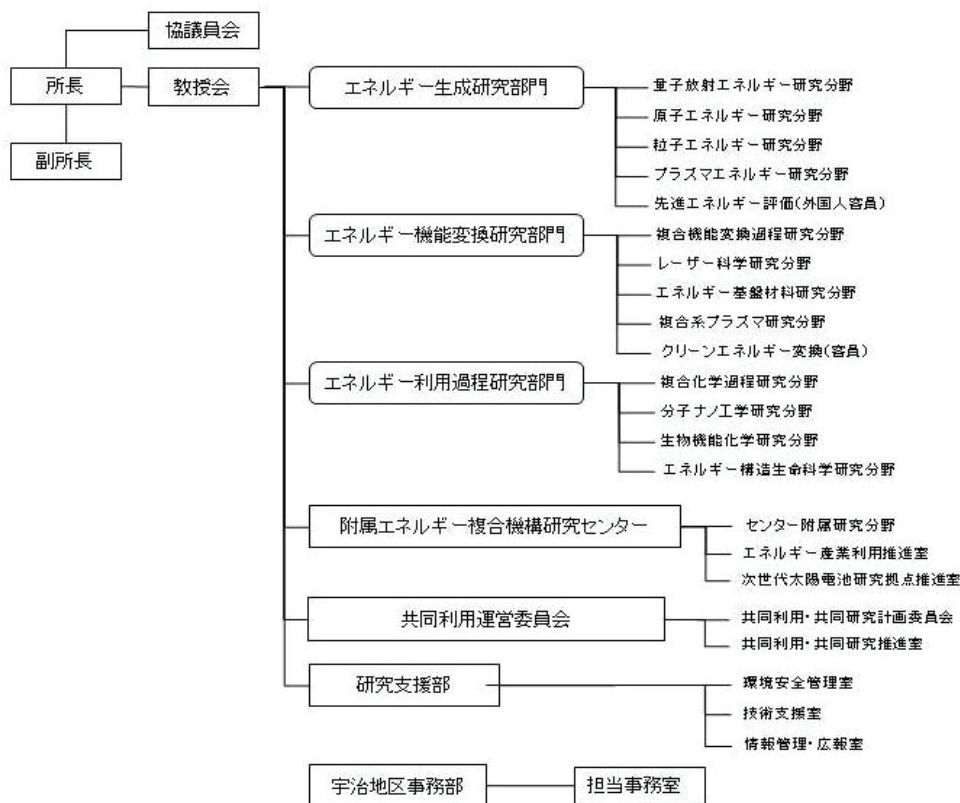 協議員会
所長
教授会
副所長
エネルギー生成研究部門
量子放射エネルギー研究分野
原子エネルギー研究分野
粒子エネルギー研究分野
プラズマエネルギー研究分野
先進エネルギー評価(外国人客員)
エネルギー機能変換研究部門
複合機能変換過程研究分野
レーザー科学研究分野
エネルギー基盤材料研究分野
複合系プラズマ研究分野
クリーンエネルギー変換(客員)
エネルギー利用過程研究部門
複合化学過程研究分野
分子ナノ工学研究分野
生物機能化学研究分野
エネルギー構造生命科学研究分野
附属エネルギー複合機構研究センター
センター附属研究分野
エネルギー産業利用推進室
次世代太陽電池研究拠点推進室
共同利用運営委員会
共同利用・共同研究計画委員会
共同利用・共同研究推進室
研究支援部
環境安全管理室
技術支援室
情報管理・広報室
宇治地区事務部
担当事務室